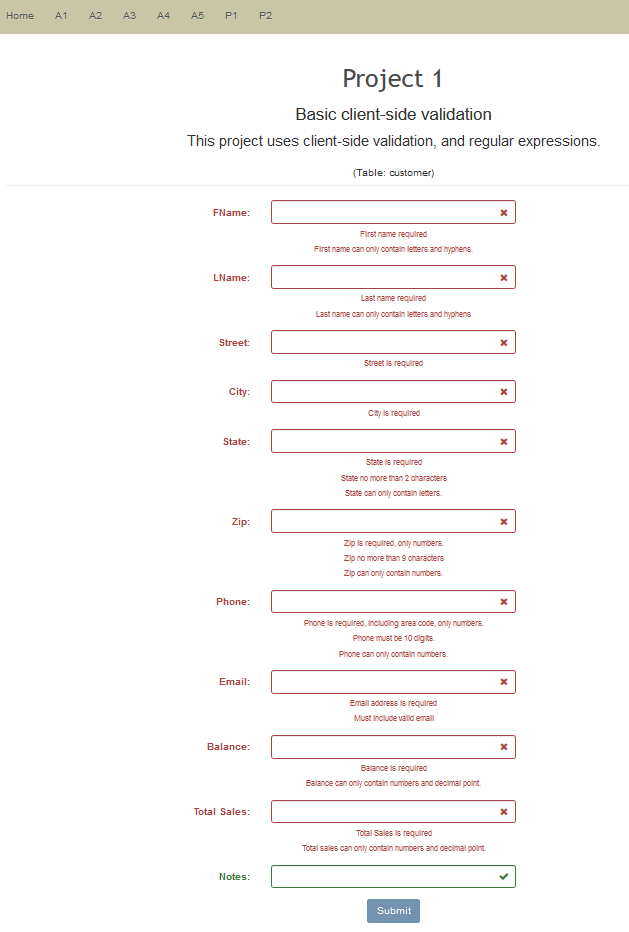 Home A1 A2 A3 A4 A5 P1 P2
Project 1
Basic client-side validation
This project uses client-side validation, and regular expressions.
(Table: customer)
FName:
First name required
First name can only contain letters and hyphens.
LName:
Last name required
Last name can only contain letters and hyphens
Street:
Street is required
City:
City is required
State:
State is required
State no more than 2 characters
State can only contain letters.
Zip:
Zip is required, only numbers.
Zip no more than 9 characters
Zip can only contain numbers.
Phone:
Phone is required, including area code, only numbers.
Phone must be 10 digits.
Phone can only contain numbers.
Email:
Email address is required
Must include valid email
Balance:
Balance is required
Balance can only contain numbers and decimal point.
Total Sales:
Total Sales is required
Total sales can only contain numbers and decimal point.
Notes:
Submit